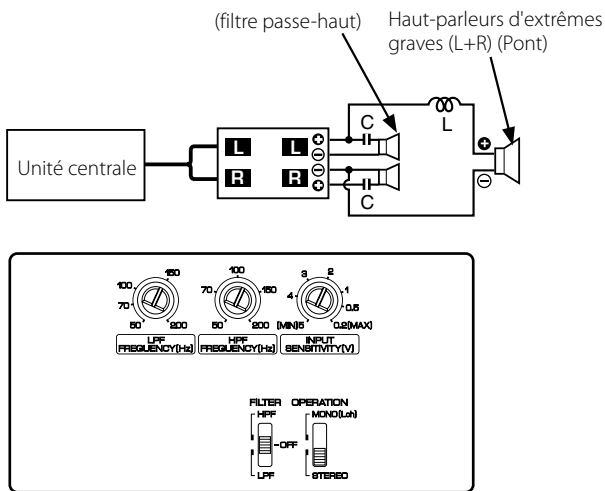 (filtre passe-haut)
Haut-parleurs d'extrêmes
graves (L+R) (Pont)
C
L
Unité centrale
L L ⊕
⊖
R R ⊖
⊕
C
⊕
⊖
150
100
70
50 200
LPF
FREQUENCY(Hz)
100
70 150
50 200
HPF
FREQUENCY(Hz)
3 2
4 1
0.5
(MIN)5 0.2(MAX)
INPUT
SENSITIVITY(V)
FILTER OPERATION
HPF MONO(Lch)
OFF
LPF STEREO